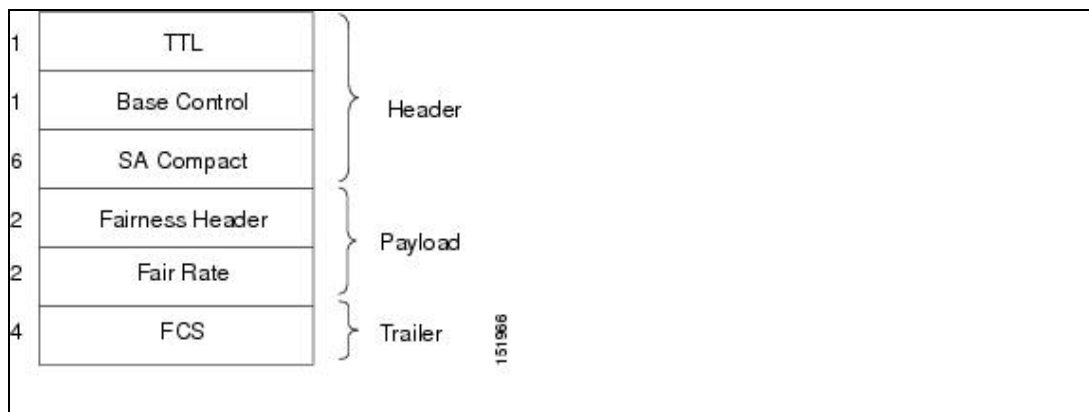 1 TTL
1 Base Control
Header
6 SA Compact
2 Fairness Header
Payload
2 Fair Rate
4 FCS
Trailer
151966